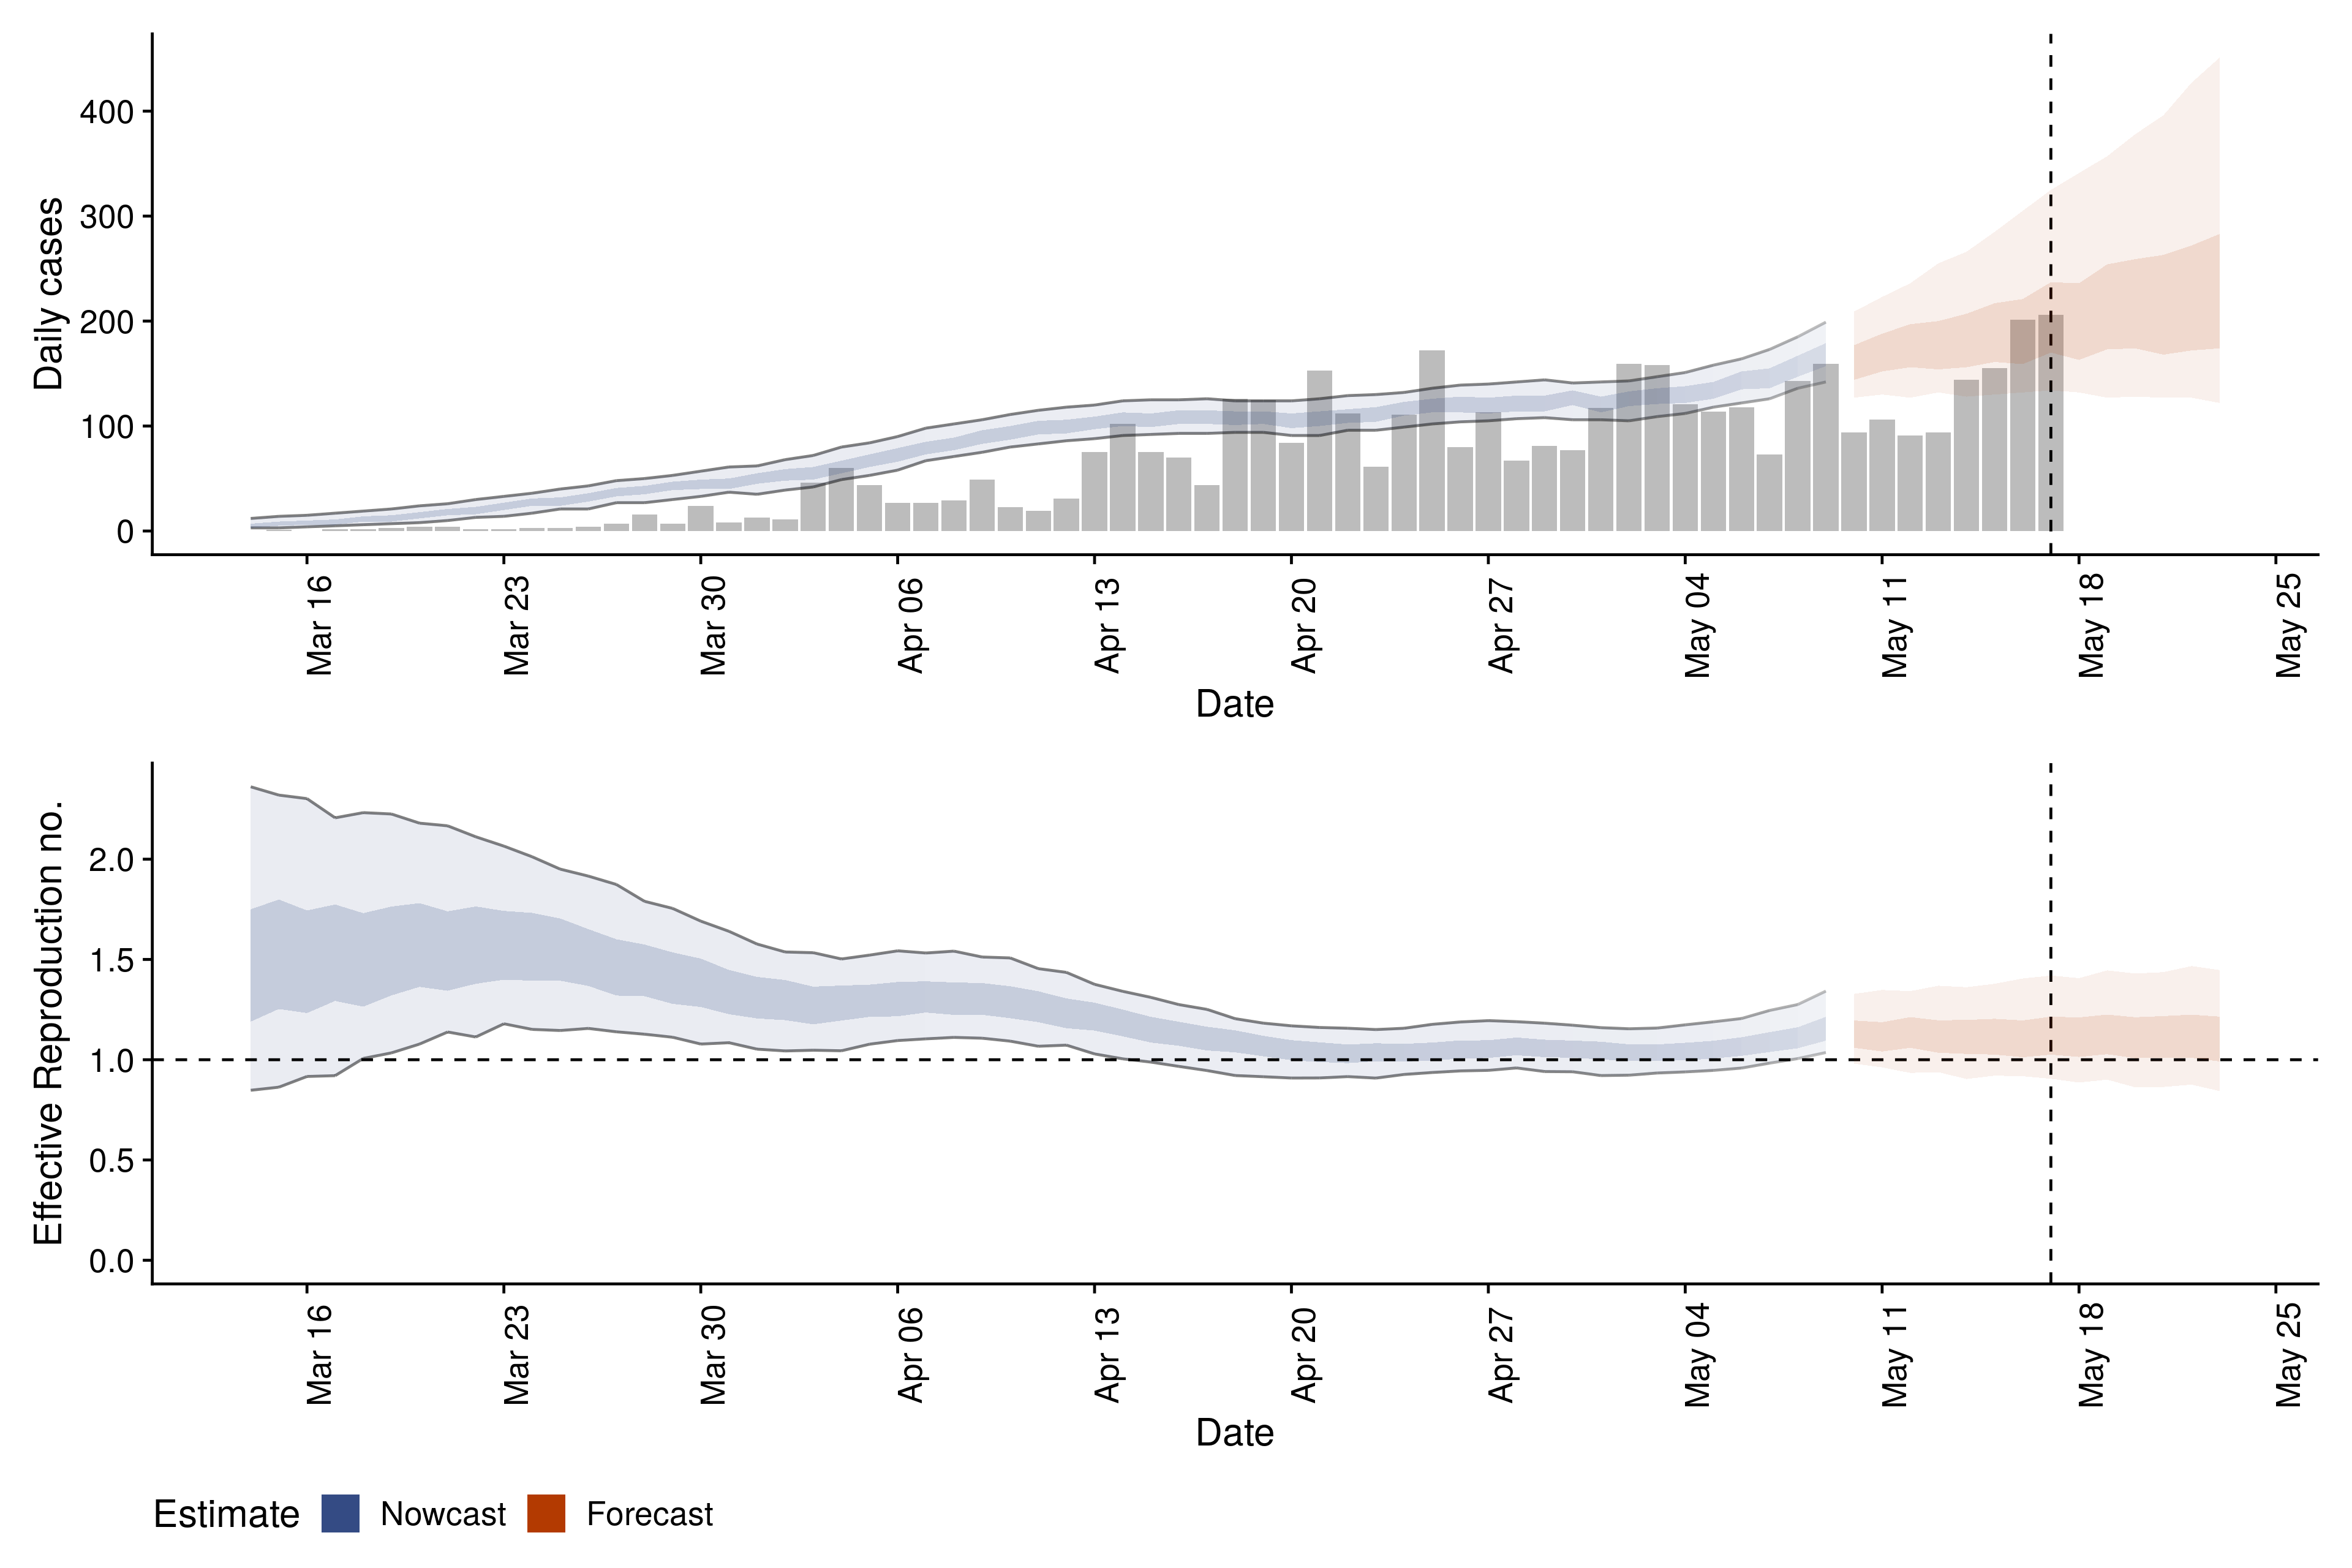 Daily cases
400
300
200
100
0
Mar 16
Mar 23
Mar 30
Apr 06
Apr 13
Apr 20
Apr 27
May 04
May 11
May 18
May 25
Date
Effective Reproduction no.
2.0
1.5
1.0
0.5
0.0
Mar 16
Mar 23
Mar 30
Apr 06
Apr 13
Apr 20
Apr 27
May 04
May 11
May 18
May 25
Date
Estimate Nowcast Forecast